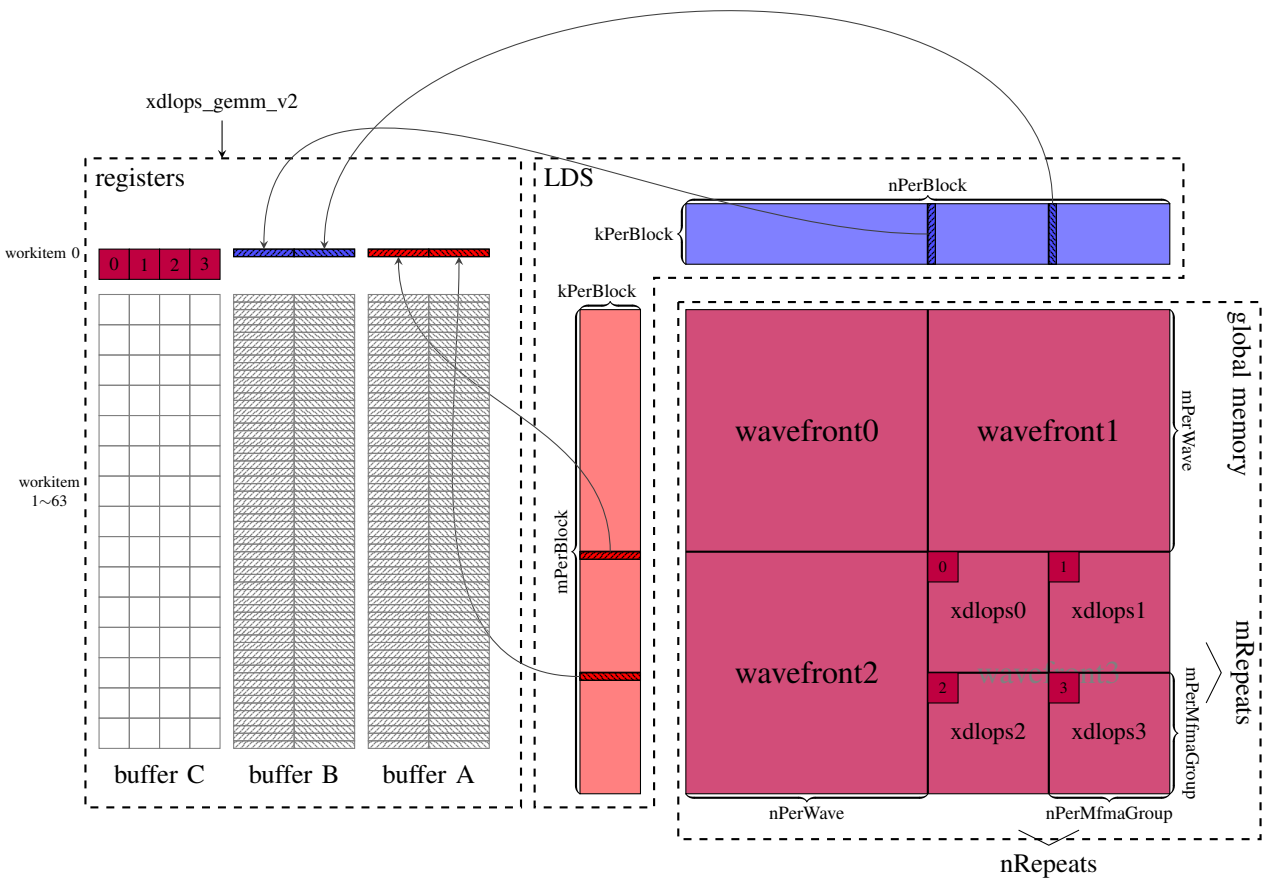 xdlops_gemm_v2
registers
LDS
nPerBlock
kPerBlock
workitem 0
0 1 2 3
kPerBlock
global memory
mPerWave
wavefront0
wavefront1
workitem
1~63
mPerBlock
0
1
xdlops0
xdlops1
wavefront2
wavefront3
mRepeats
2
3
mPerMfmaGroup
xdlops2
xdlops3
buffer C
buffer B
buffer A
nPerWave
nPerMfmaGroup
nRepeats